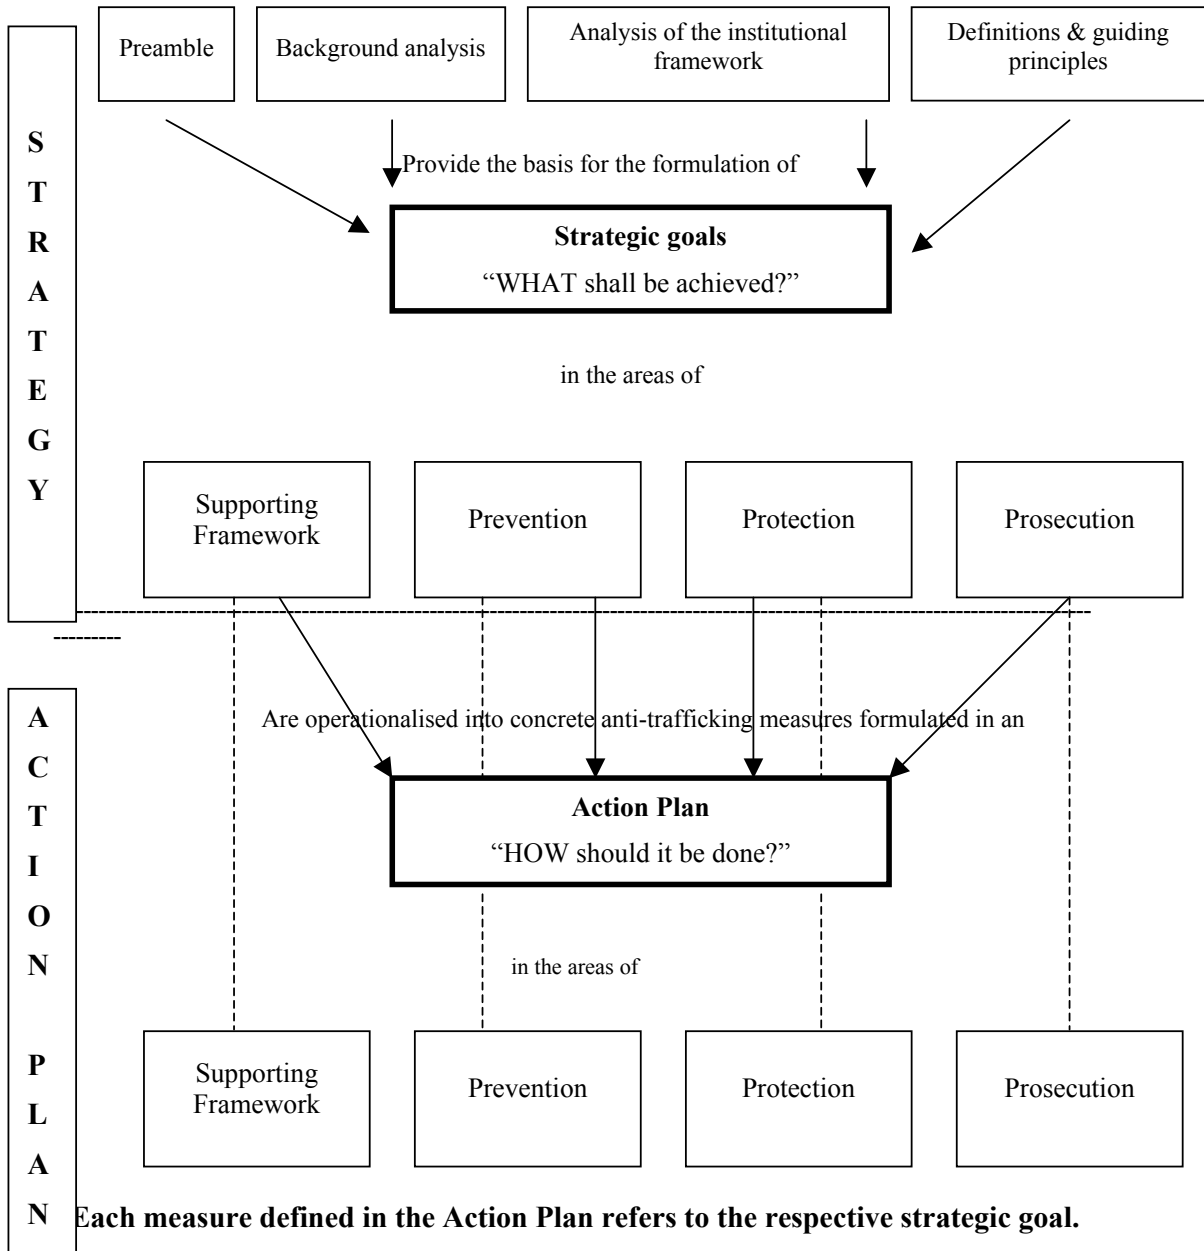 Preamble
Background analysis
Analysis of the institutional
framework
Definitions & guiding
principles
S
T
R
A
T
E
G
Y
Provide the basis for the formulation of
Strategic goals
“WHAT shall be achieved?”
in the areas of
Supporting
Framework
Prevention
Protection
Prosecution
A
C
T
I
O
N
P
L
A
N
Are operationalised into concrete anti-trafficking measures formulated in an
Action Plan
“HOW should it be done?”
in the areas of
Supporting
Framework
Prevention
Protection
Prosecution
Each measure defined in the Action Plan refers to the respective strategic goal.